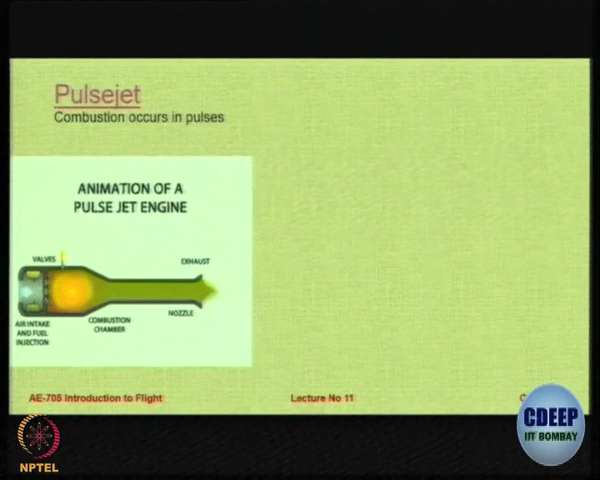 Pulsejet
Combustion occurs in pulses
ANIMATION OF A
PULSE JET ENGINE
VALVES
EXHAUST
NOZZLE
COMBUSTION
CHAMBER
AIR INTAKE
AND FUEL
INJECTION
AE-705 Introduction to Flight
Lecture No 11
CDEEP
IIT BOMBAY
NPTEL